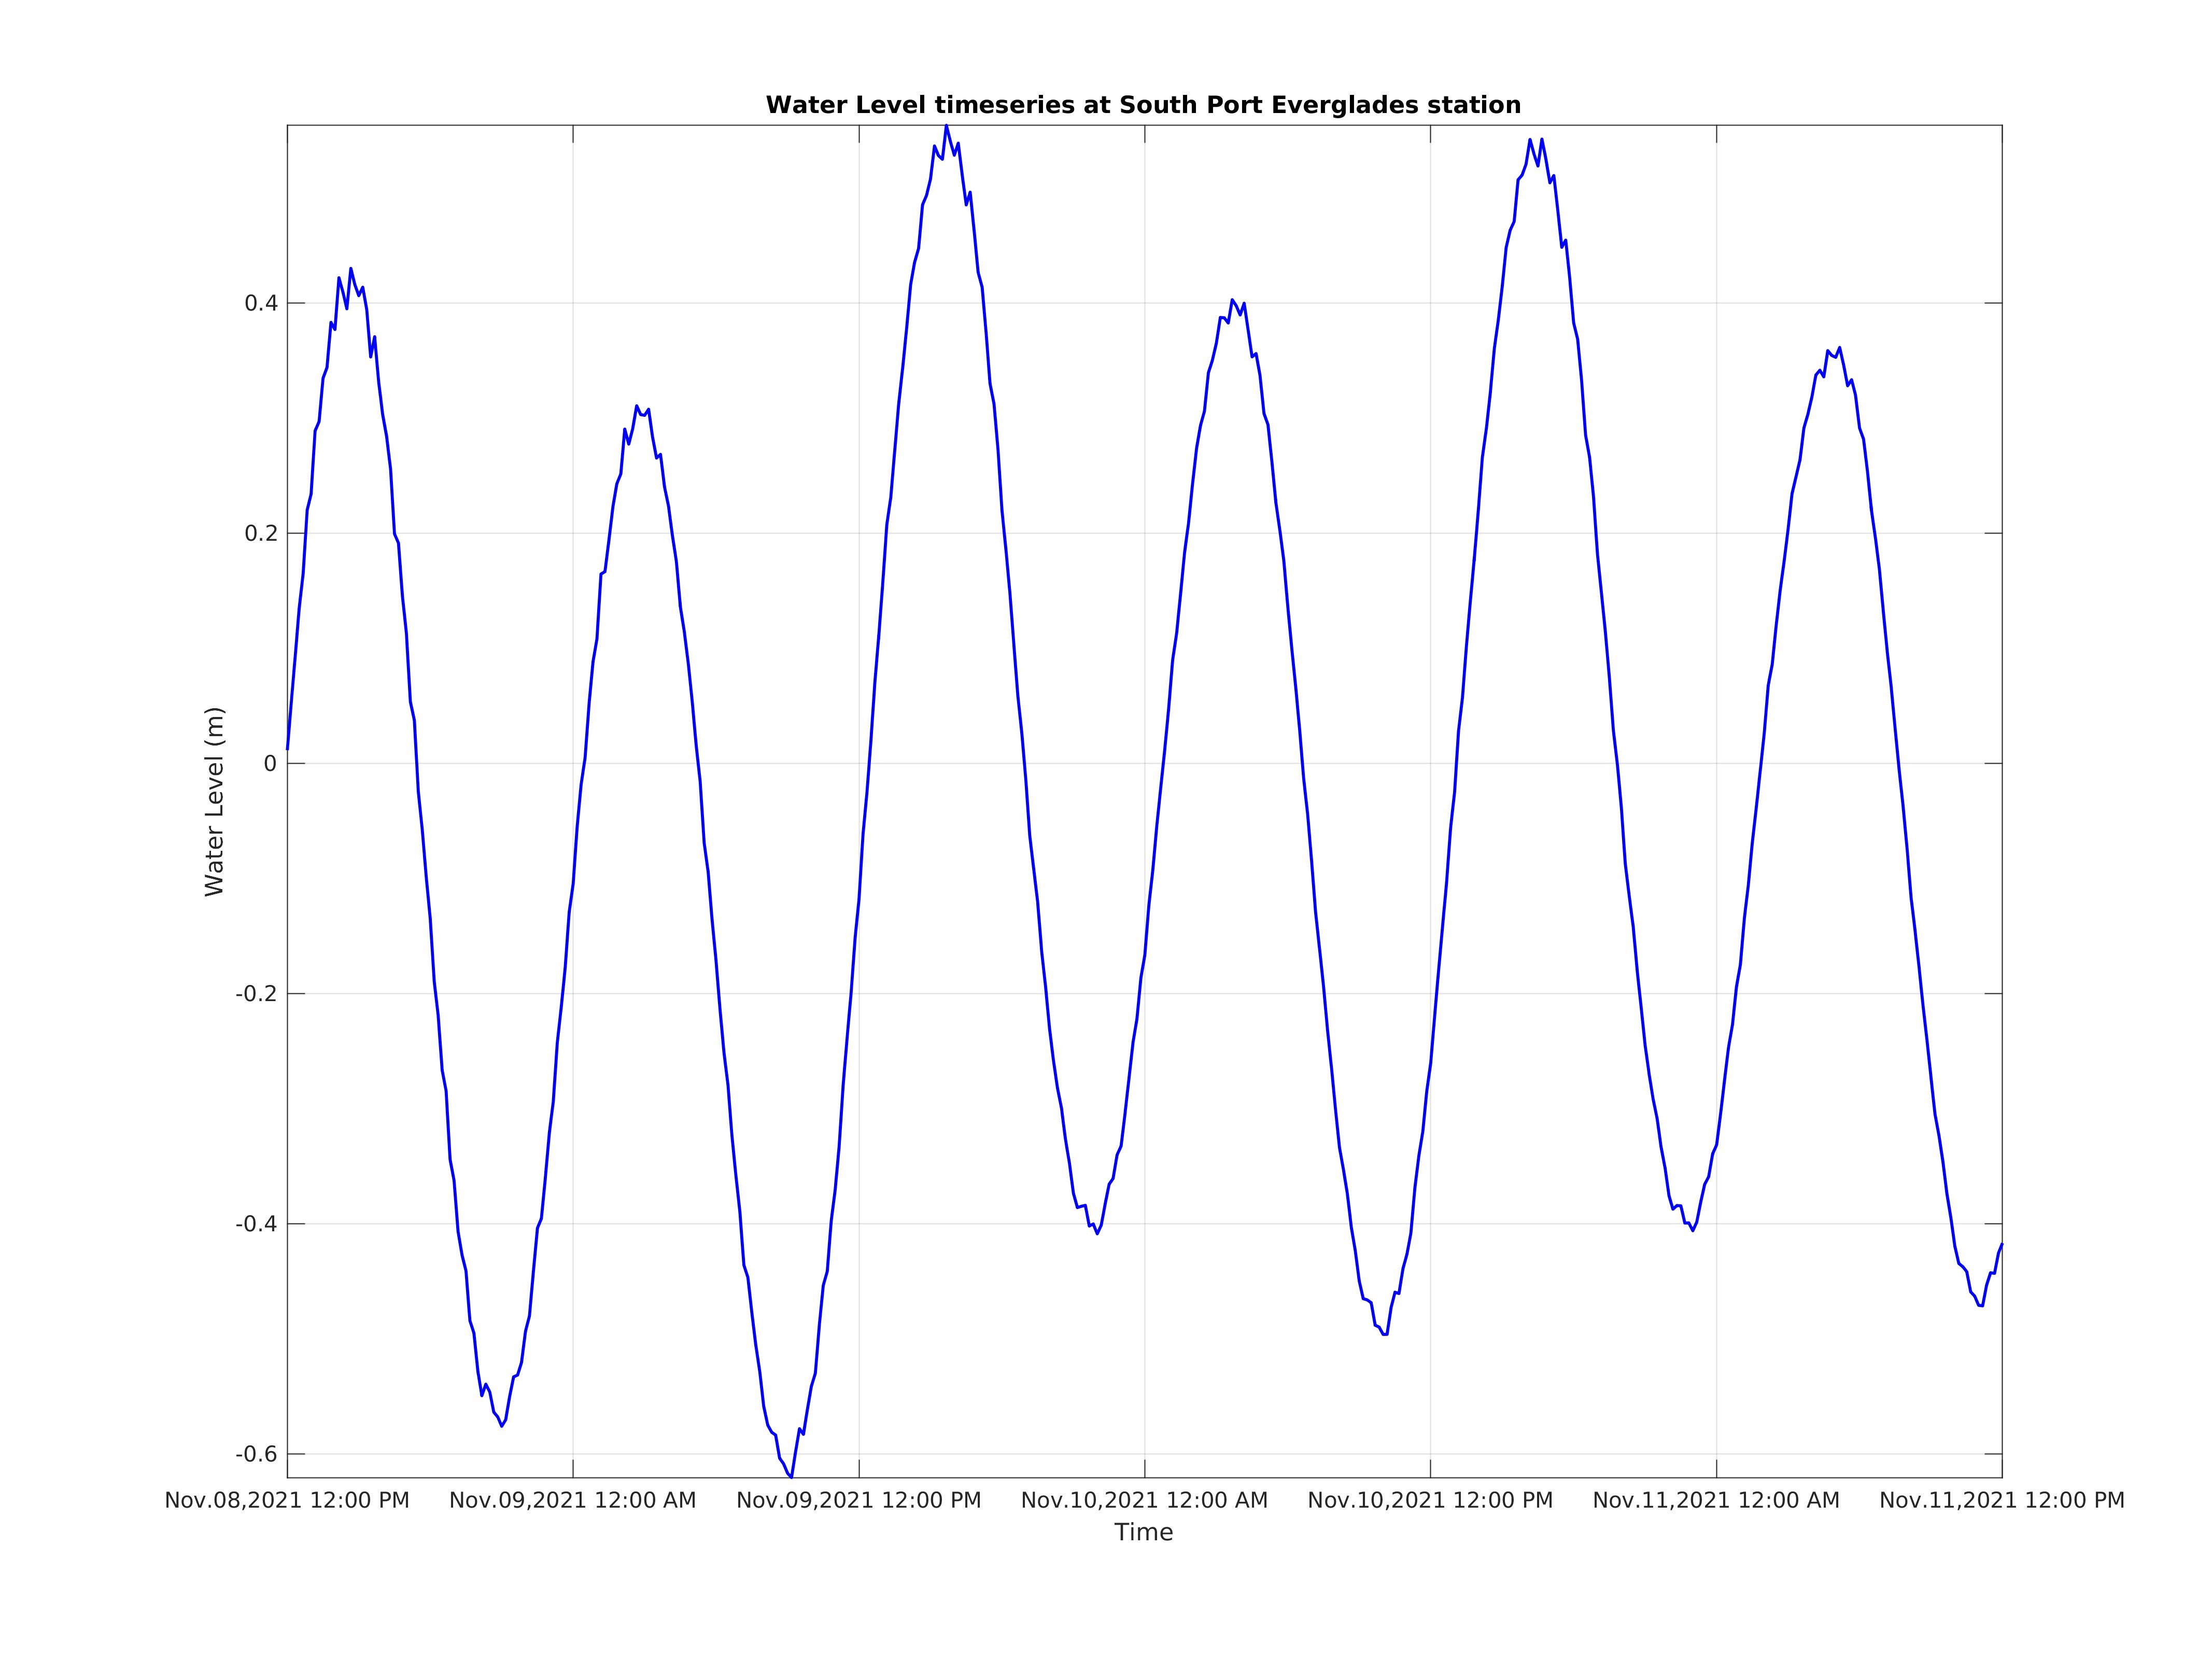 Water Level timeseries at South Port Everglades station
0.4
0.2
0
-0.2
-0.4
-0.6
Water Level (m)
Nov.08,2021 12:00 PM
Nov.09,2021 12:00 AM
Nov.09,2021 12:00 PM
Nov.10,2021 12:00 AM
Nov.10,2021 12:00 PM
Nov.11,2021 12:00 AM
Nov.11,2021 12:00 PM
Time